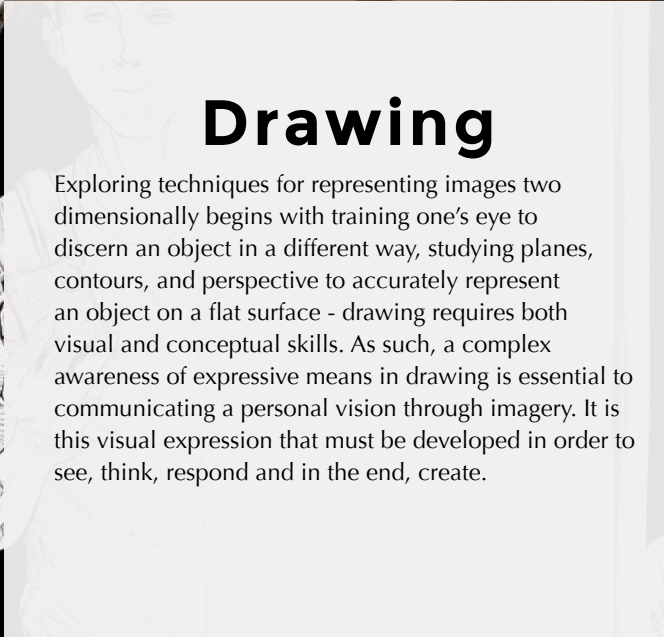 Drawing
Exploring techniques for representing images two
dimensionally begins with training one’s eye to
discern an object in a different way, studying planes,
contours, and perspective to accurately represent
an object on a flat surface - drawing requires both
visual and conceptual skills. As such, a complex
awareness of expressive means in drawing is essential to
communicating a personal vision through imagery. It is
this visual expression that must be developed in order to
see, think, respond and in the end, create.